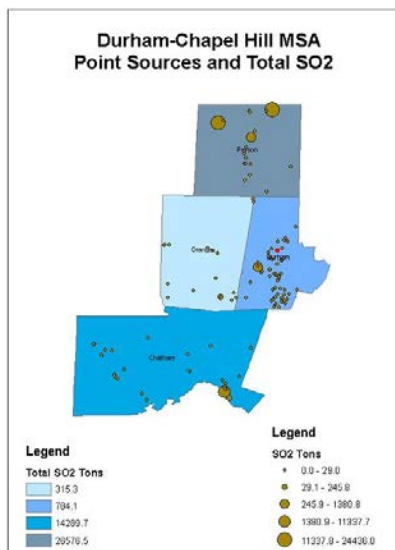 Durham-Chapel Hill MSA
Point Sources and Total SO2
Person
Orange
Durham
Chatham
Legend
Total SO2 Tons
315.3
784.1
14289.7
28578.5
Legend
SO2 Tons
0.0 - 29.0
29.1 - 245.8
245.9 - 1380.8
1380.9 - 11337.7
11337.8 - 24438.0